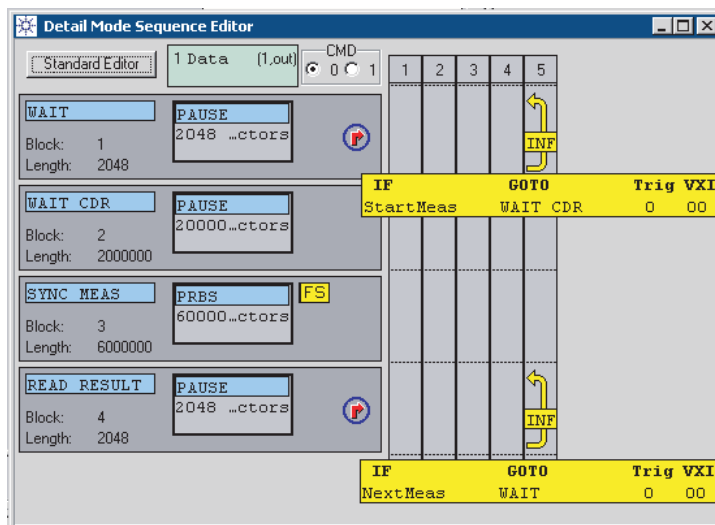 Detail Mode Sequence Editor
Standard Editor
1 Data (1,out)
CMD
0 1
1 2 3 4 5
WAIT
PAUSE
2048 …ctors
Block: 1
Length: 2048
INF
IF GOTO Trig VXI
StartMeas WAIT CDR 0 00
WAIT CDR
PAUSE
20000…ctors
Block: 2
Length: 2000000
SYNC MEAS
PRBS
FS
60000…ctors
Block: 3
Length: 6000000
READ RESULT
PAUSE
2048 …ctors
Block: 4
Length: 2048
INF
IF GOTO Trig VXI
NextMeas WAIT 0 00